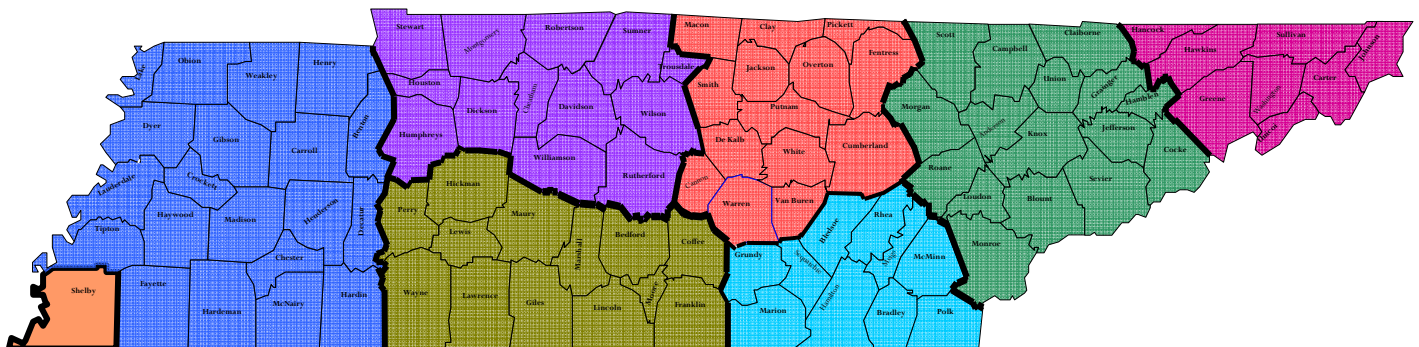 Lake
Obion
Weakley
Henry
Dyer
Gibson
Carroll
Benton
Lauderdale
Crockett
Haywood
Madison
Henderson
Decatur
Tipton
Chester
Shelby
Fayette
Hardeman
McNairy
Hardin
Stewart
Montgomery
Robertson
Sumner
Trousdale
Houston
Dickson
Cheatham
Davidson
Wilson
Humphreys
Williamson
Rutherford
Hickman
Perry
Lewis
Maury
Marshall
Bedford
Coffee
Wayne
Lawrence
Giles
Lincoln
Moore
Franklin
Macon
Clay
Pickett
Smith
Jackson
Overton
Fentress
Putnam
De Kalb
White
Cumberland
Cannon
Warren
Van Buren
Grundy
Sequatchie
Bledsoe
Rhea
Meigs
McMinn
Marion
Hamilton
Bradley
Polk
Scott
Campbell
Claiborne
Morgan
Anderson
Union
Grainger
Hamblen
Knox
Jefferson
Cocke
Roane
Loudon
Blount
Sevier
Monroe
Hancock
Hawkins
Sullivan
Johnson
Greene
Washington
Carter
Unicoi